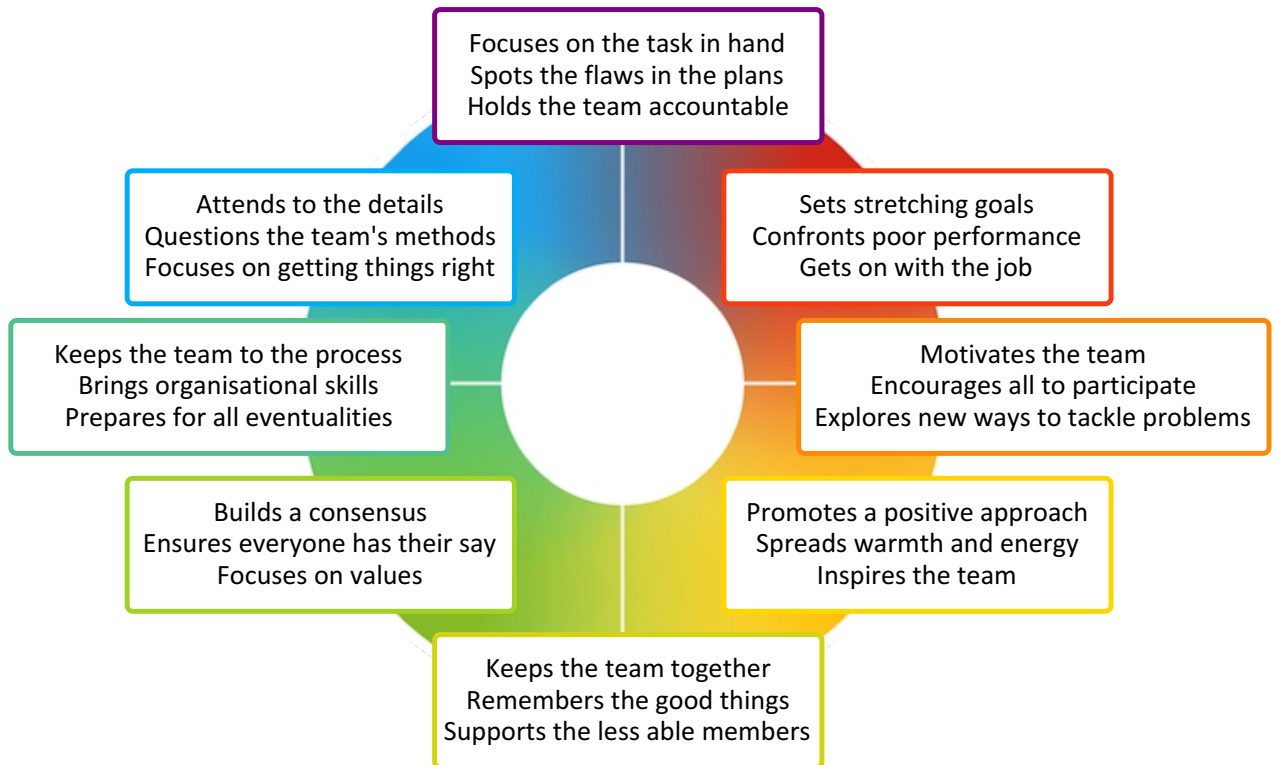 Focuses on the task in hand
Spots the flaws in the plans
Holds the team accountable
Attends to the details
Questions the team's methods
Focuses on getting things right
Sets stretching goals
Confronts poor performance
Gets on with the job
Keeps the team to the process
Brings organisational skills
Prepares for all eventualities
Motivates the team
Encourages all to participate
Explores new ways to tackle problems
Builds a consensus
Ensures everyone has their say
Focuses on values
Promotes a positive approach
Spreads warmth and energy
Inspires the team
Keeps the team together
Remembers the good things
Supports the less able members